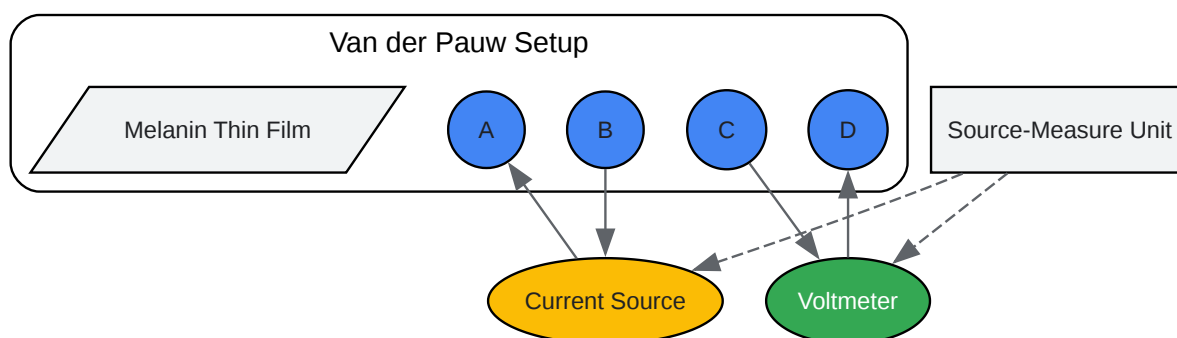 Van der Pauw Setup
Melanin Thin Film
A
B
C
D
Source-Measure Unit
Current Source
Voltmeter